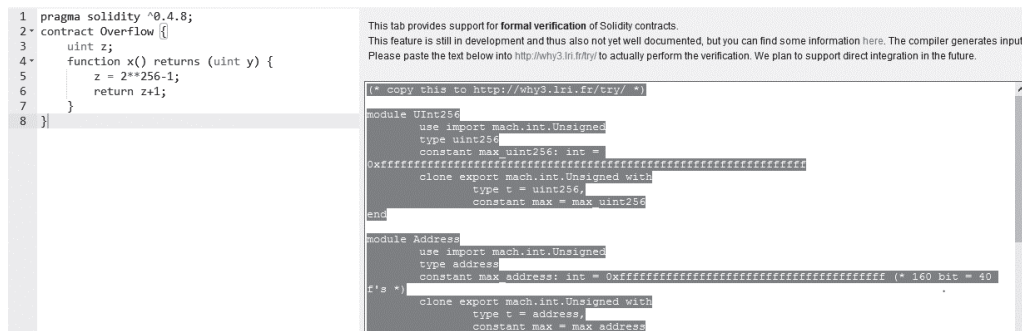 1 pragma solidity ^0.4.8;
2 contract Overflow {
3 uint z;
4 function x() returns (uint y) {
5 z = 2**256-1;
6 return z+1;
7 }
8 }
This tab provides support for formal verification of Solidity contracts.
This feature is still in development and thus also not yet well documented, but you can find some information here. The compiler generates input
Please paste the text below into http://why3.lri.fr/try/ to actually perform the verification. We plan to support direct integration in the future.
(* copy this to http://why3.lri.fr/try/ *)
module UInt256
use import mach.int.Unsigned
type uint256
constant max_uint256: int =
0xffffffffffffffffffffffffffffffffffffffffffffffffffffffffffffffff
clone export mach.int.Unsigned with
type t = uint256,
constant max = max_uint256
end
module Address
use import mach.int.Unsigned
type address
constant max_address: int = 0xffffffffffffffffffffffffffffffffffffffff (* 160 bit = 40
f's *)
clone export mach.int.Unsigned with
type t = address,
constant max = max_address